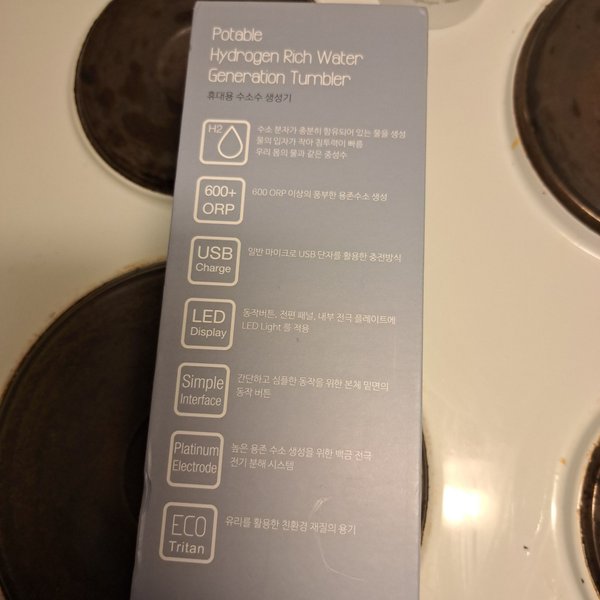 Potable
Hydrogen Rich Water
Generation Tumbler
휴대용 수소수 생성기
H2
수소 분자가 충분히 함유되어 있는 물을 생성
물의 입자가 작아 침투력이 빠름
우리 몸의 물과 같은 중성수
600+
ORP
600 ORP 이상의 풍부한 용존수소 생성
USB
Charge
일반 마이크로 USB 단자를 활용한 충전방식
LED
Display
동작버튼, 전편 패널, 내부 전극 플레이트에
LED Light 를 적용
Simple
Interface
간단하고 심플한 동작을 위한 본체 밑면의
동작 버튼
Platinum
Electrode
높은 용존 수소 생성을 위한 백금 전극
전기 분해 시스템
ECO
Tritan
유리를 활용한 친환경 재질의 용기